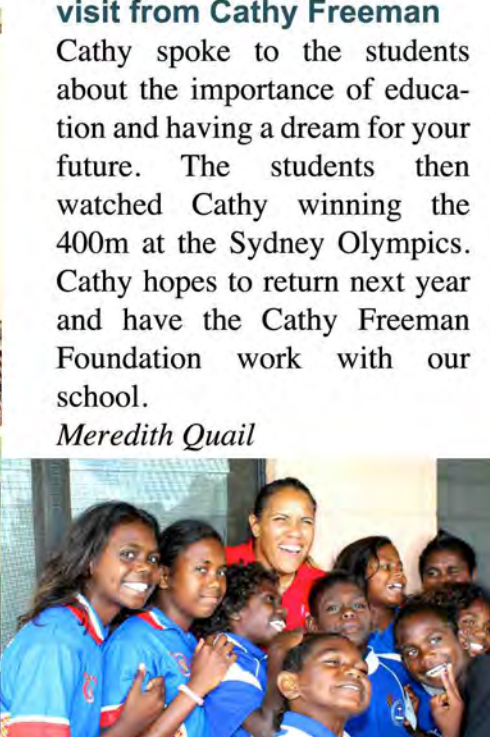 visit from Cathy Freeman
Cathy spoke to the students
about the importance of educa-
tion and having a dream for your
future. The students then
watched Cathy winning the
400m at the Sydney Olympics.
Cathy hopes to return next year
and have the Cathy Freeman
Foundation work with our
school.
Meredith Quail